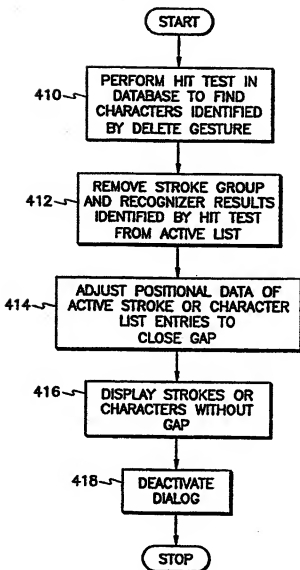 START
410
PERFORM HIT TEST IN
DATABASE TO FIND
CHARACTERS IDENTIFIED
BY DELETE GESTURE
412
REMOVE STROKE GROUP
AND RECOGNIZER RESULTS
IDENTIFIED BY HIT TEST
FROM ACTIVE LIST
414
ADJUST POSITIONAL DATA OF
ACTIVE STROKE OR CHARACTER
LIST ENTRIES TO
CLOSE GAP
416
DISPLAY STROKES OR
CHARACTERS WITHOUT
GAP
418
DEACTIVATE
DIALOG
STOP